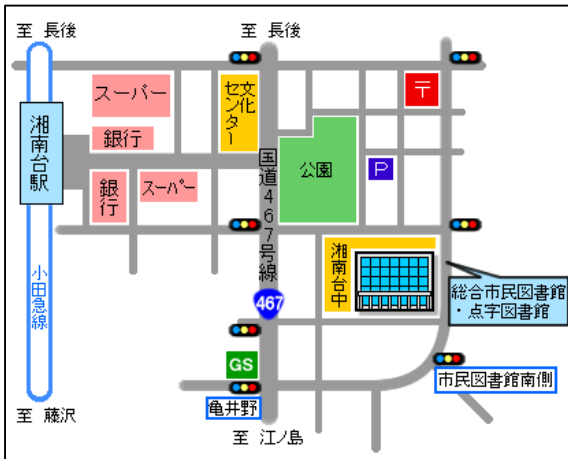 至 長後
至 長後
スーパー
文化
センター
〒
湘南台駅
銀行
公園
P
銀行
スーパー
国道467号線
湘南台中
小田急線
467
総合市民図書館
・点字図書館
GS
市民図書館南側
亀井野
至 藤沢
至 江ノ島